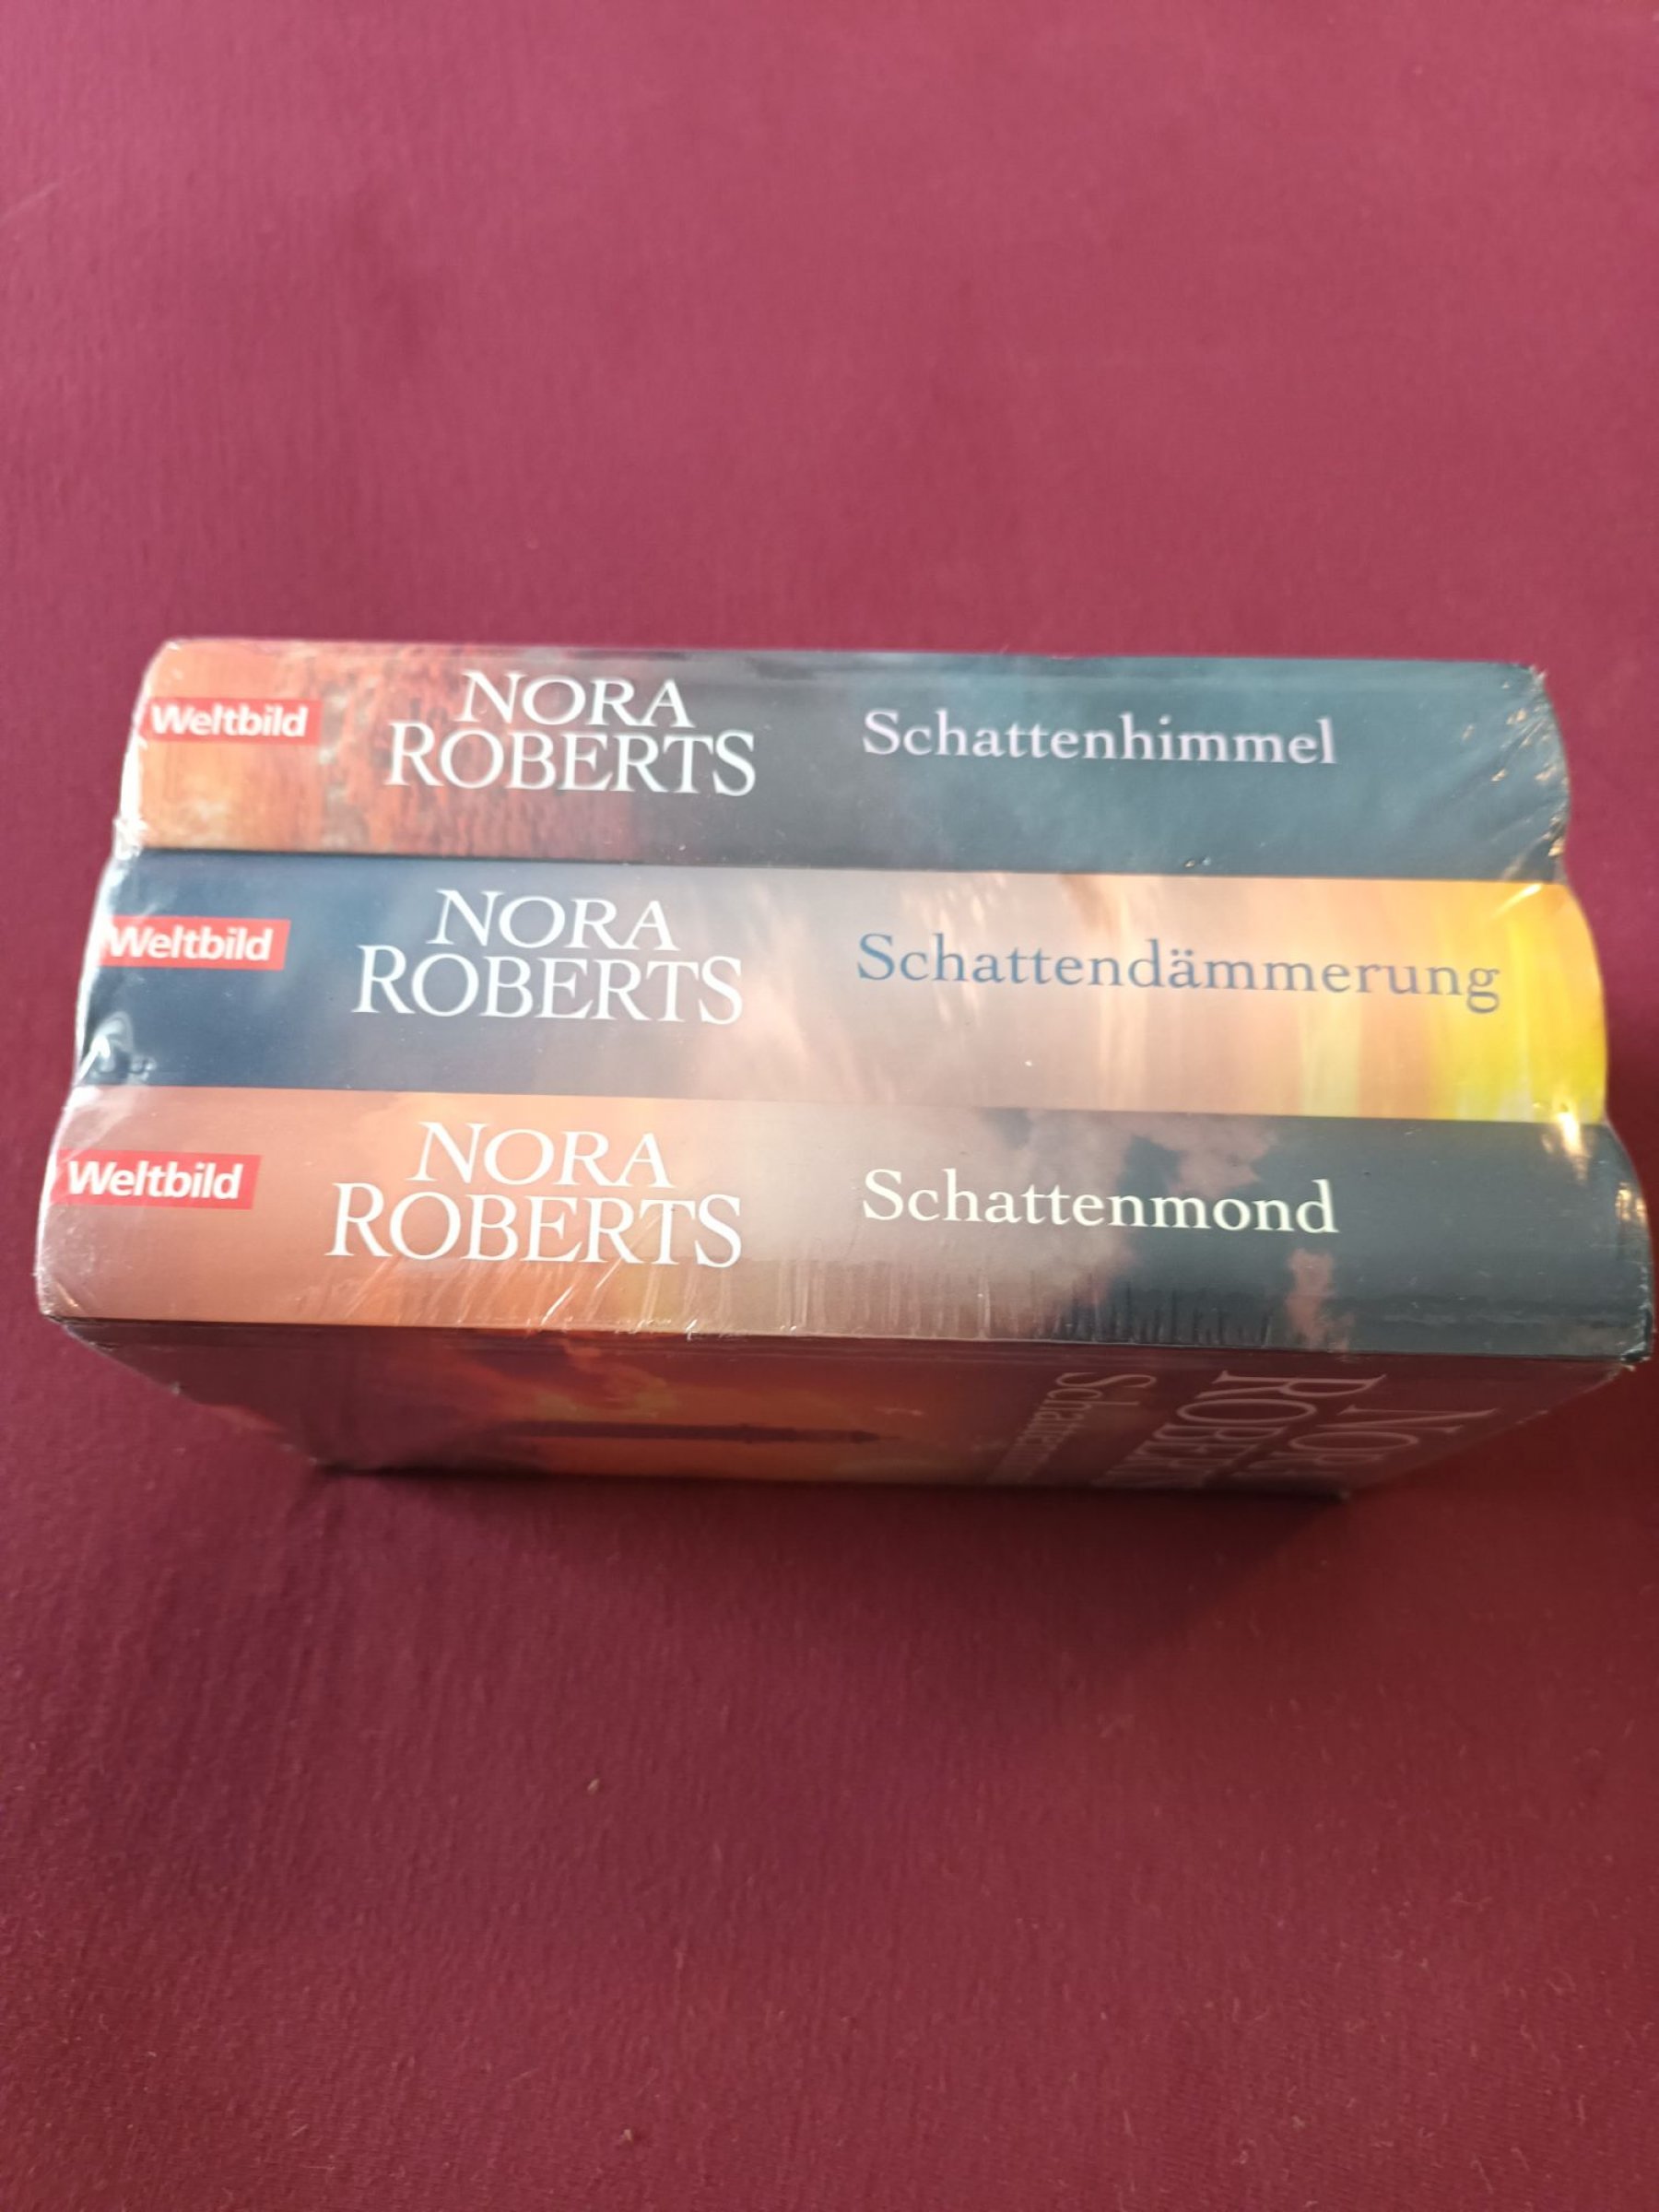 Weltbild
NORA
ROBERTS
Schattenhimmel
Weltbild
NORA
ROBERTS
Schattendämmerung
Weltbild
NORA
ROBERTS
Schattenmond